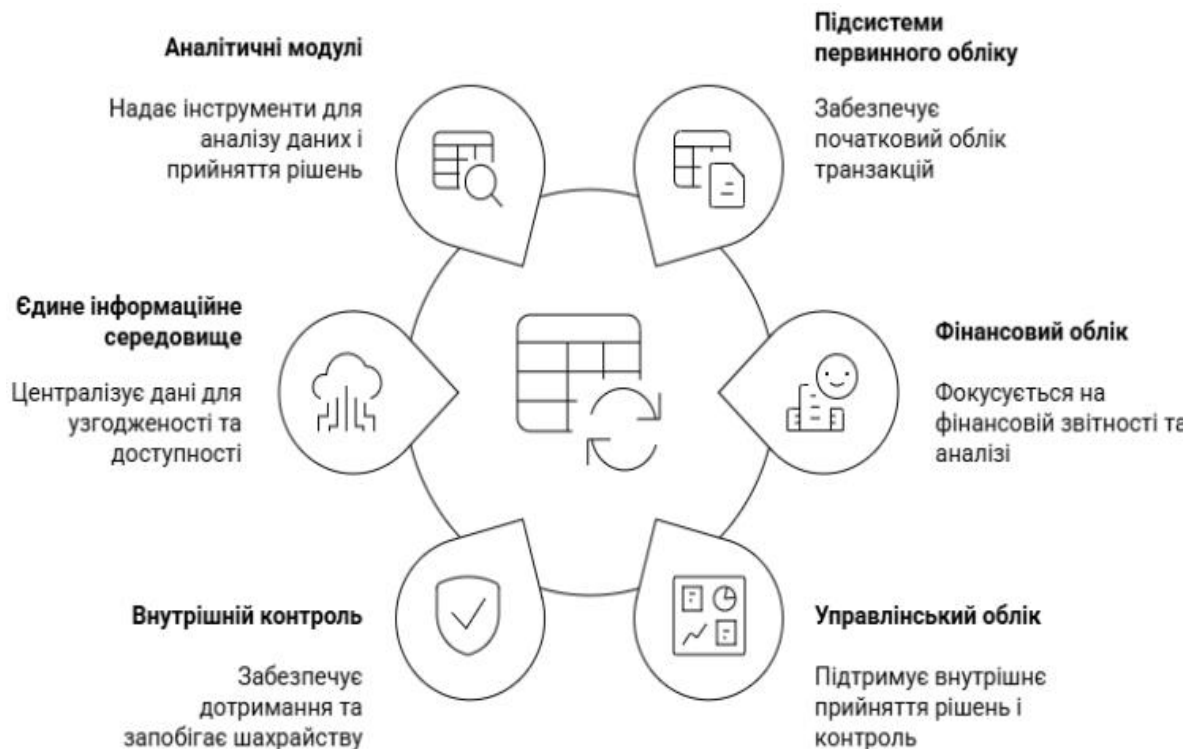 Аналітичні модулі
Надає інструменти для
аналізу даних і
прийняття рішень
Підсистеми
первинного обліку
Забезпечує
початковий облік
транзакцій
Єдине інформаційне
середовище
Централізує дані для
узгодженості та
доступності
Фінансовий облік
Фокусується на
фінансовій звітності та
аналізі
Внутрішній контроль
Забезпечує
дотримання та
запобігає шахрайству
Управлінський облік
Підтримує внутрішнє
прийняття рішень і
контроль